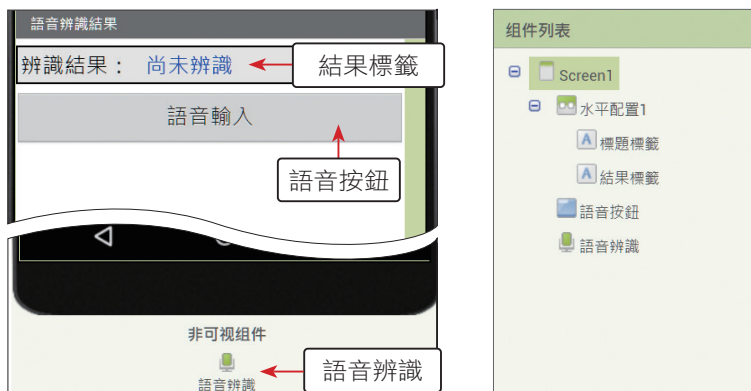 語音辨識結果
辨識結果： 尚未辨識
結果標籤
語音輸入
語音按鈕
非可视组件
語音辨識
語音辨識
组件列表
Screen1
水平配置1
A 標題標籤
A 結果標籤
語音按鈕
語音辨識